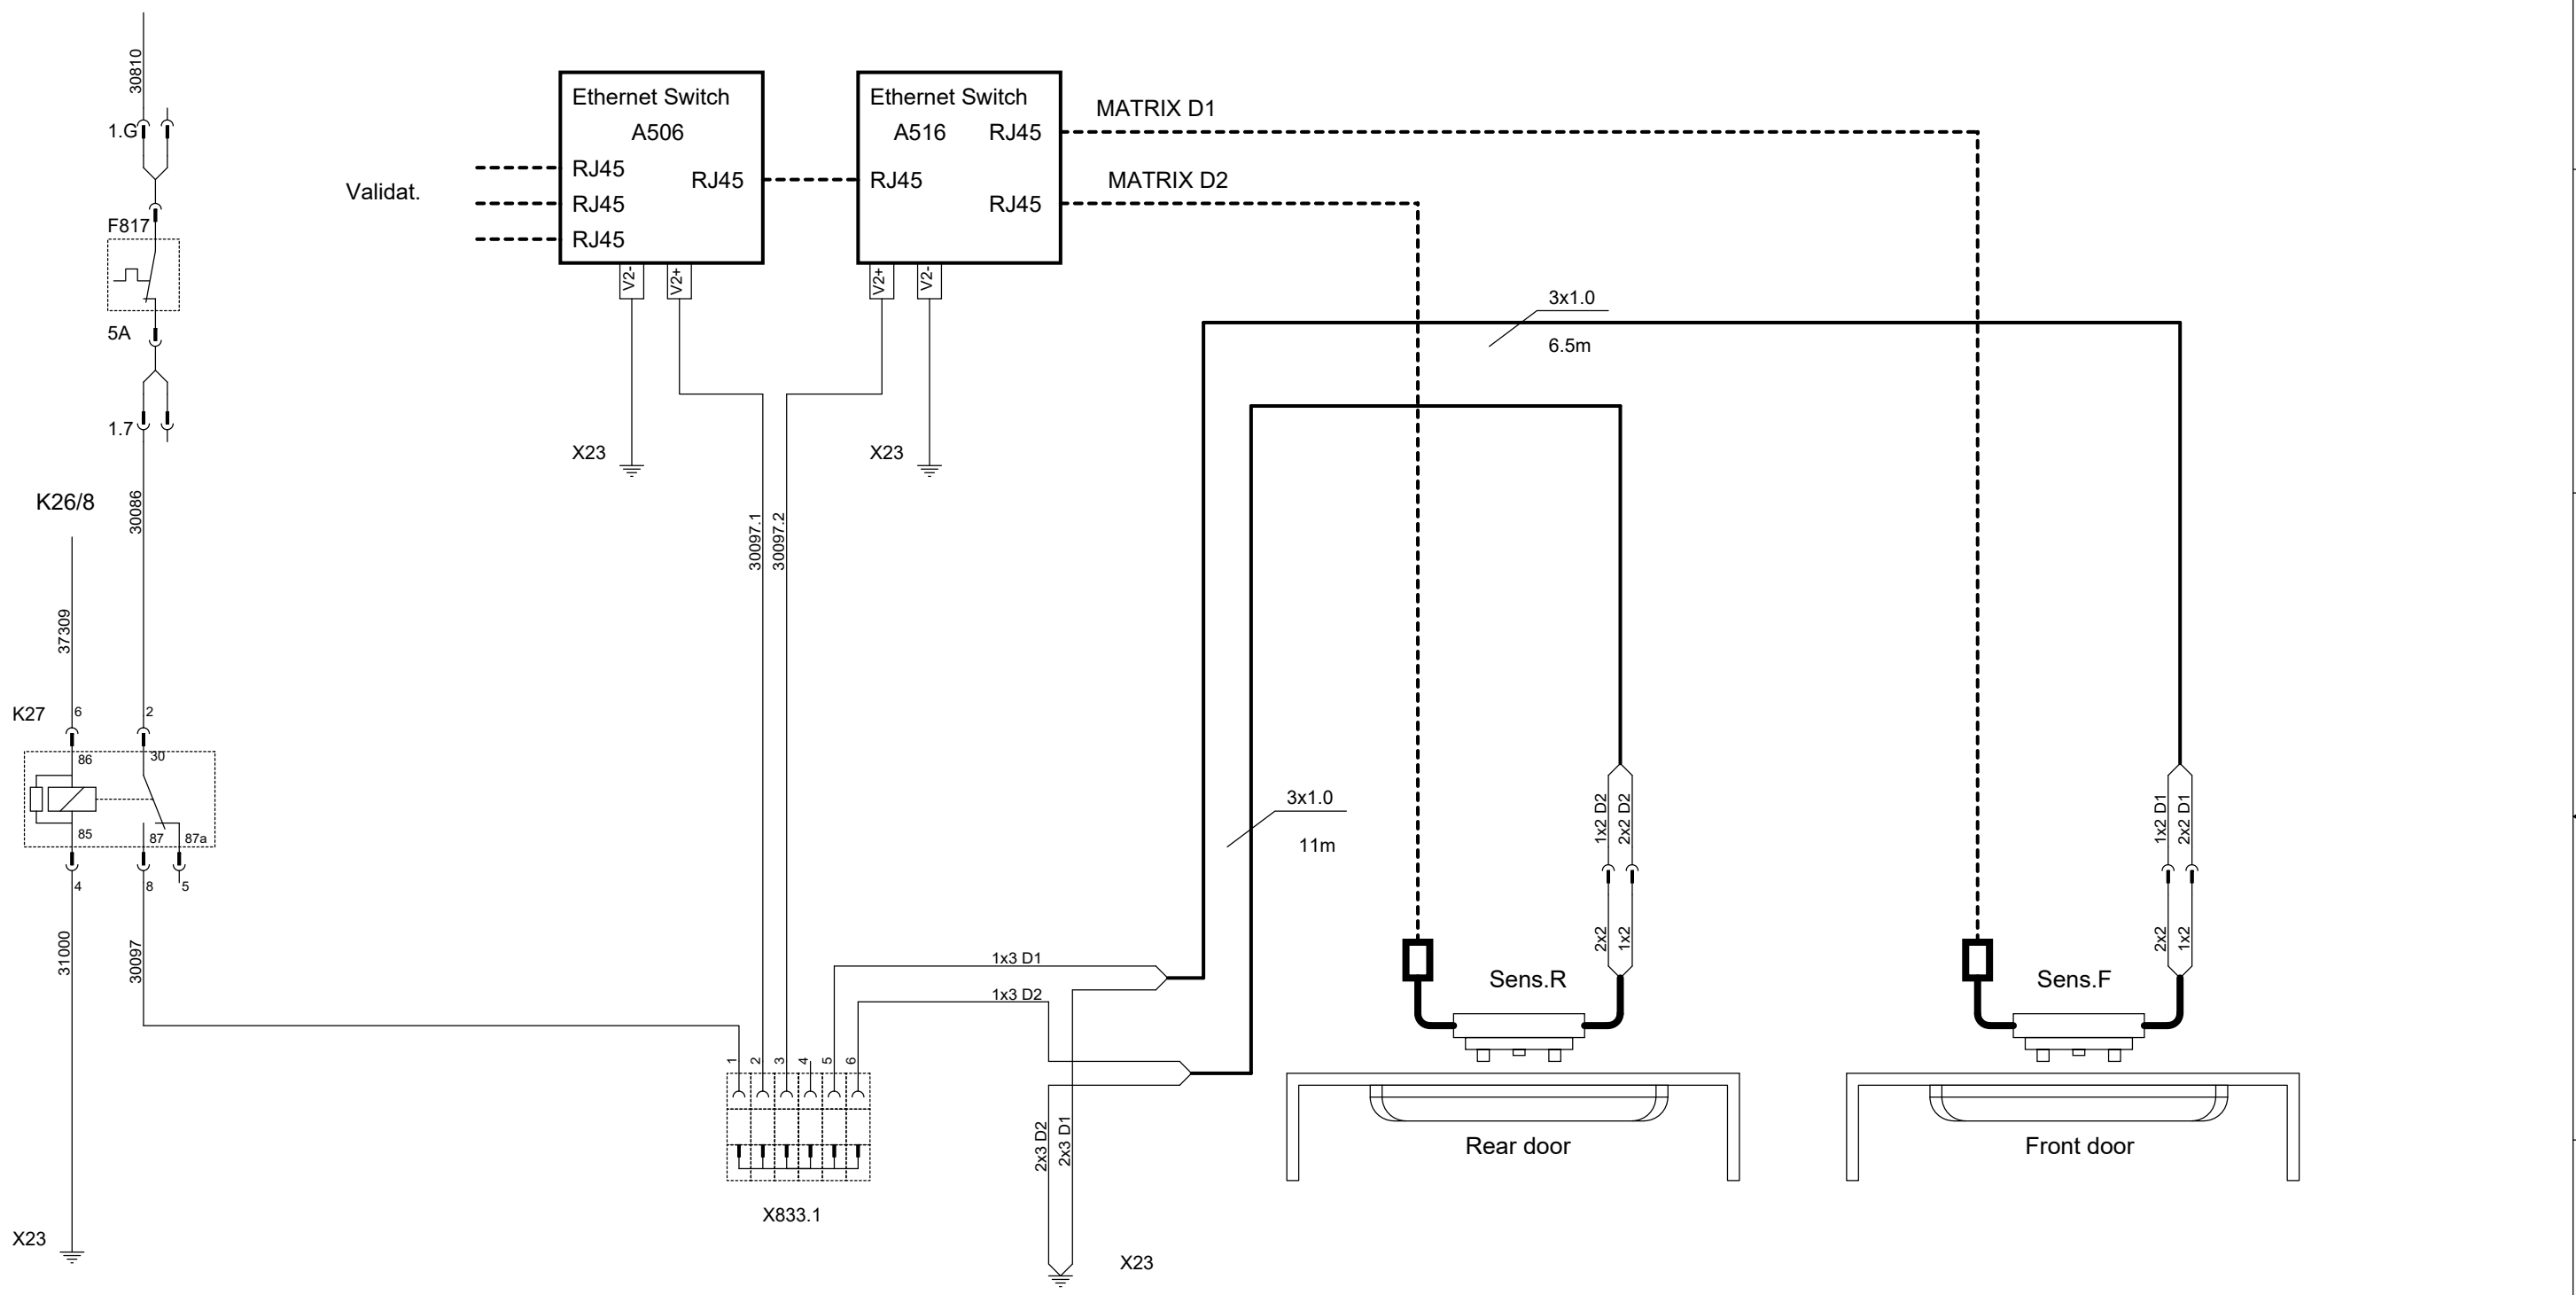 30810
1.G
F817
5A
1.7
30086
K26/8
37309
K27
6
2
86
30
85
87
87a
4
8
5
31000
30097
X23
Validat.
Ethernet Switch
A506
RJ45
RJ45
RJ45
RJ45
V2-
V2+
X23
Ethernet Switch
A516
RJ45
RJ45
RJ45
V2+
V2-
X23
MATRIX D1
MATRIX D2
30097.1
30097.2
3x1.0
6.5m
3x1.0
11m
1x3 D1
1x3 D2
1
2
3
4
5
6
X833.1
2x3 D2
2x3 D1
X23
1x2 D2
2x2 D2
2x2
1x2
Sens.R
Rear door
1x2 D1
2x2 D1
2x2
1x2
Sens.F
Front door